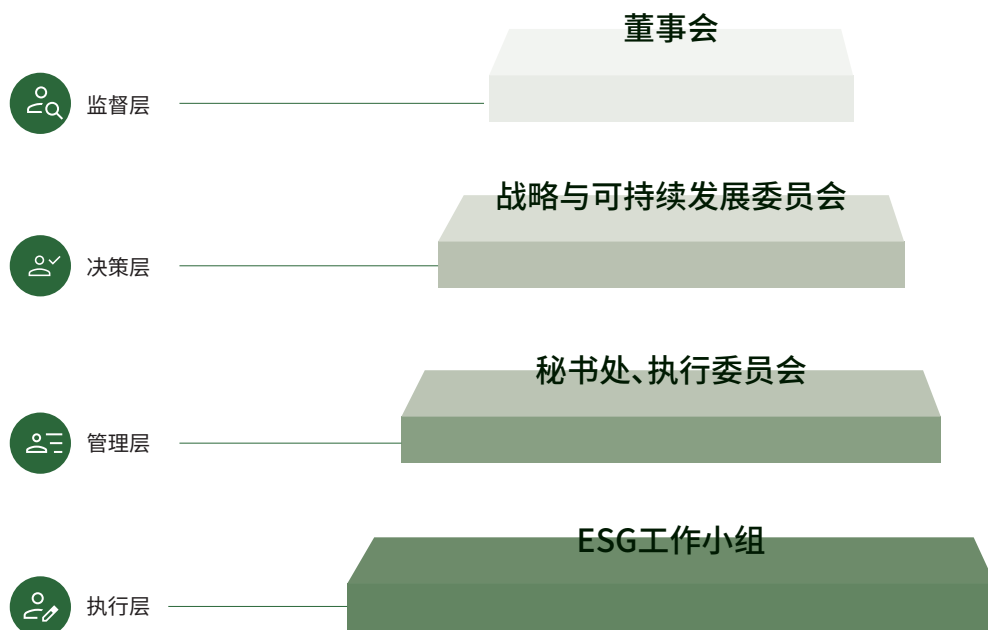 董事会
监督层
战略与可持续发展委员会
决策层
秘书处、执行委员会
管理层
ESG工作小组
执行层